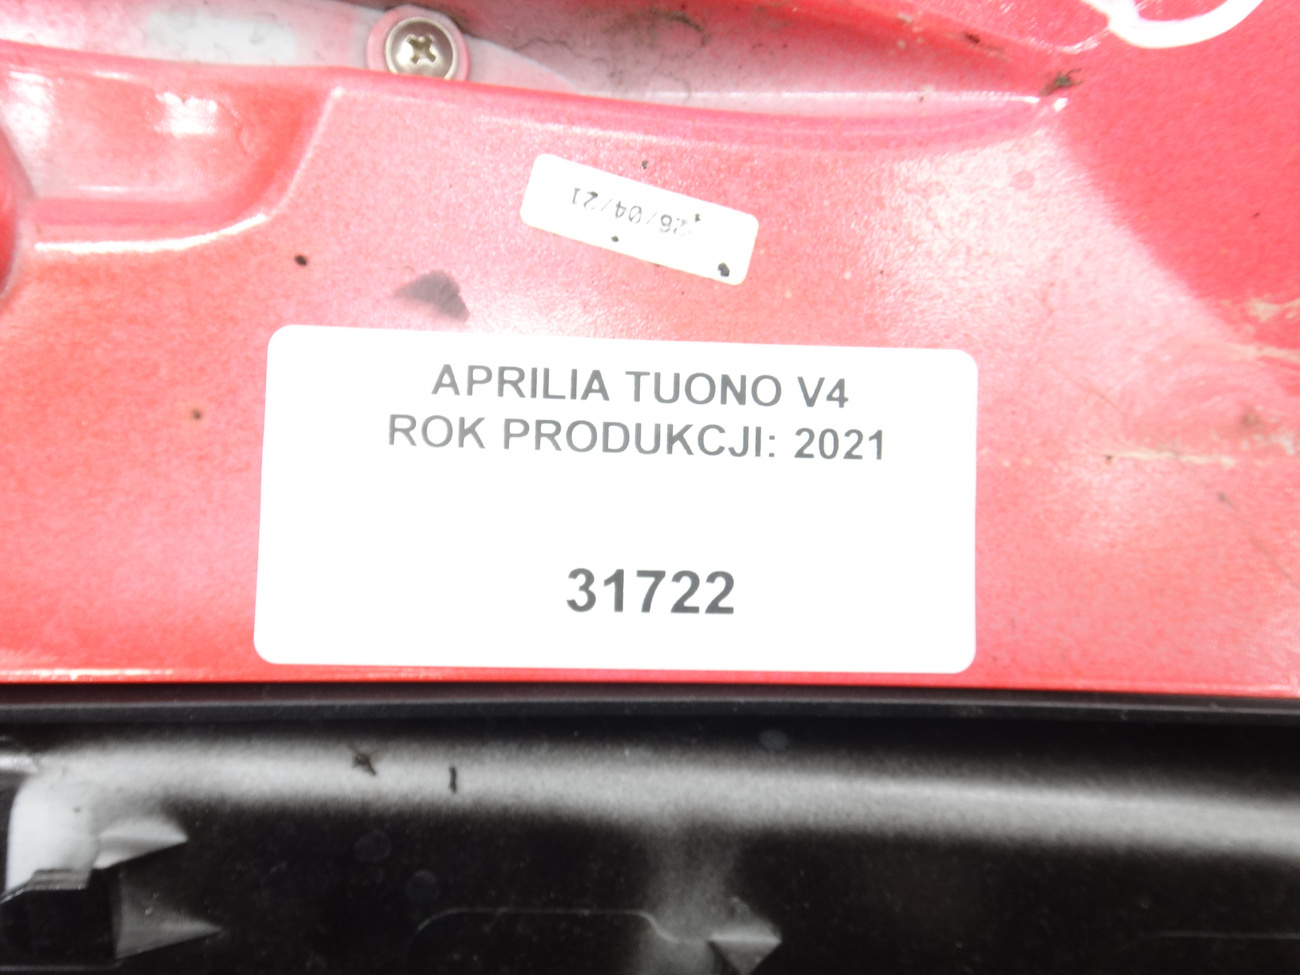 26/04/21
APRILIA TUONO V4
ROK PRODUKCJI: 2021
31722